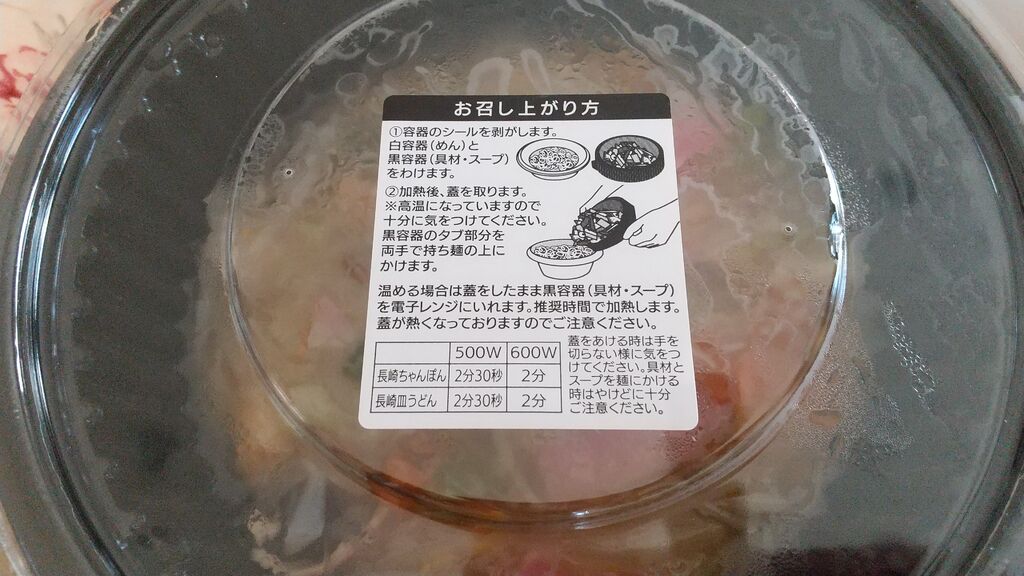 お召し上がり方
①容器のシールを剥がします。
白容器(めん)と
黒容器(具材・スープ)
をわけます。
②加熱後、蓋を取ります。
※高温になっていますので
十分に気をつけてください。
黒容器のタブ部分を
両手で持ち麺の上に
かけます。
温める場合は蓋をしたまま黒容器(具材・スープ)
を電子レンジにいれます。推奨時間で加熱します。
蓋が熱くなっておりますのでご注意ください。
500W 600W
長崎ちゃんぽん 2分30秒 2分
長崎皿うどん 2分30秒 2分
蓋をあける時は手を
切らない様に気をつ
けてください。具材と
スープを麺にかける
時はやけどに十分
ご注意ください。